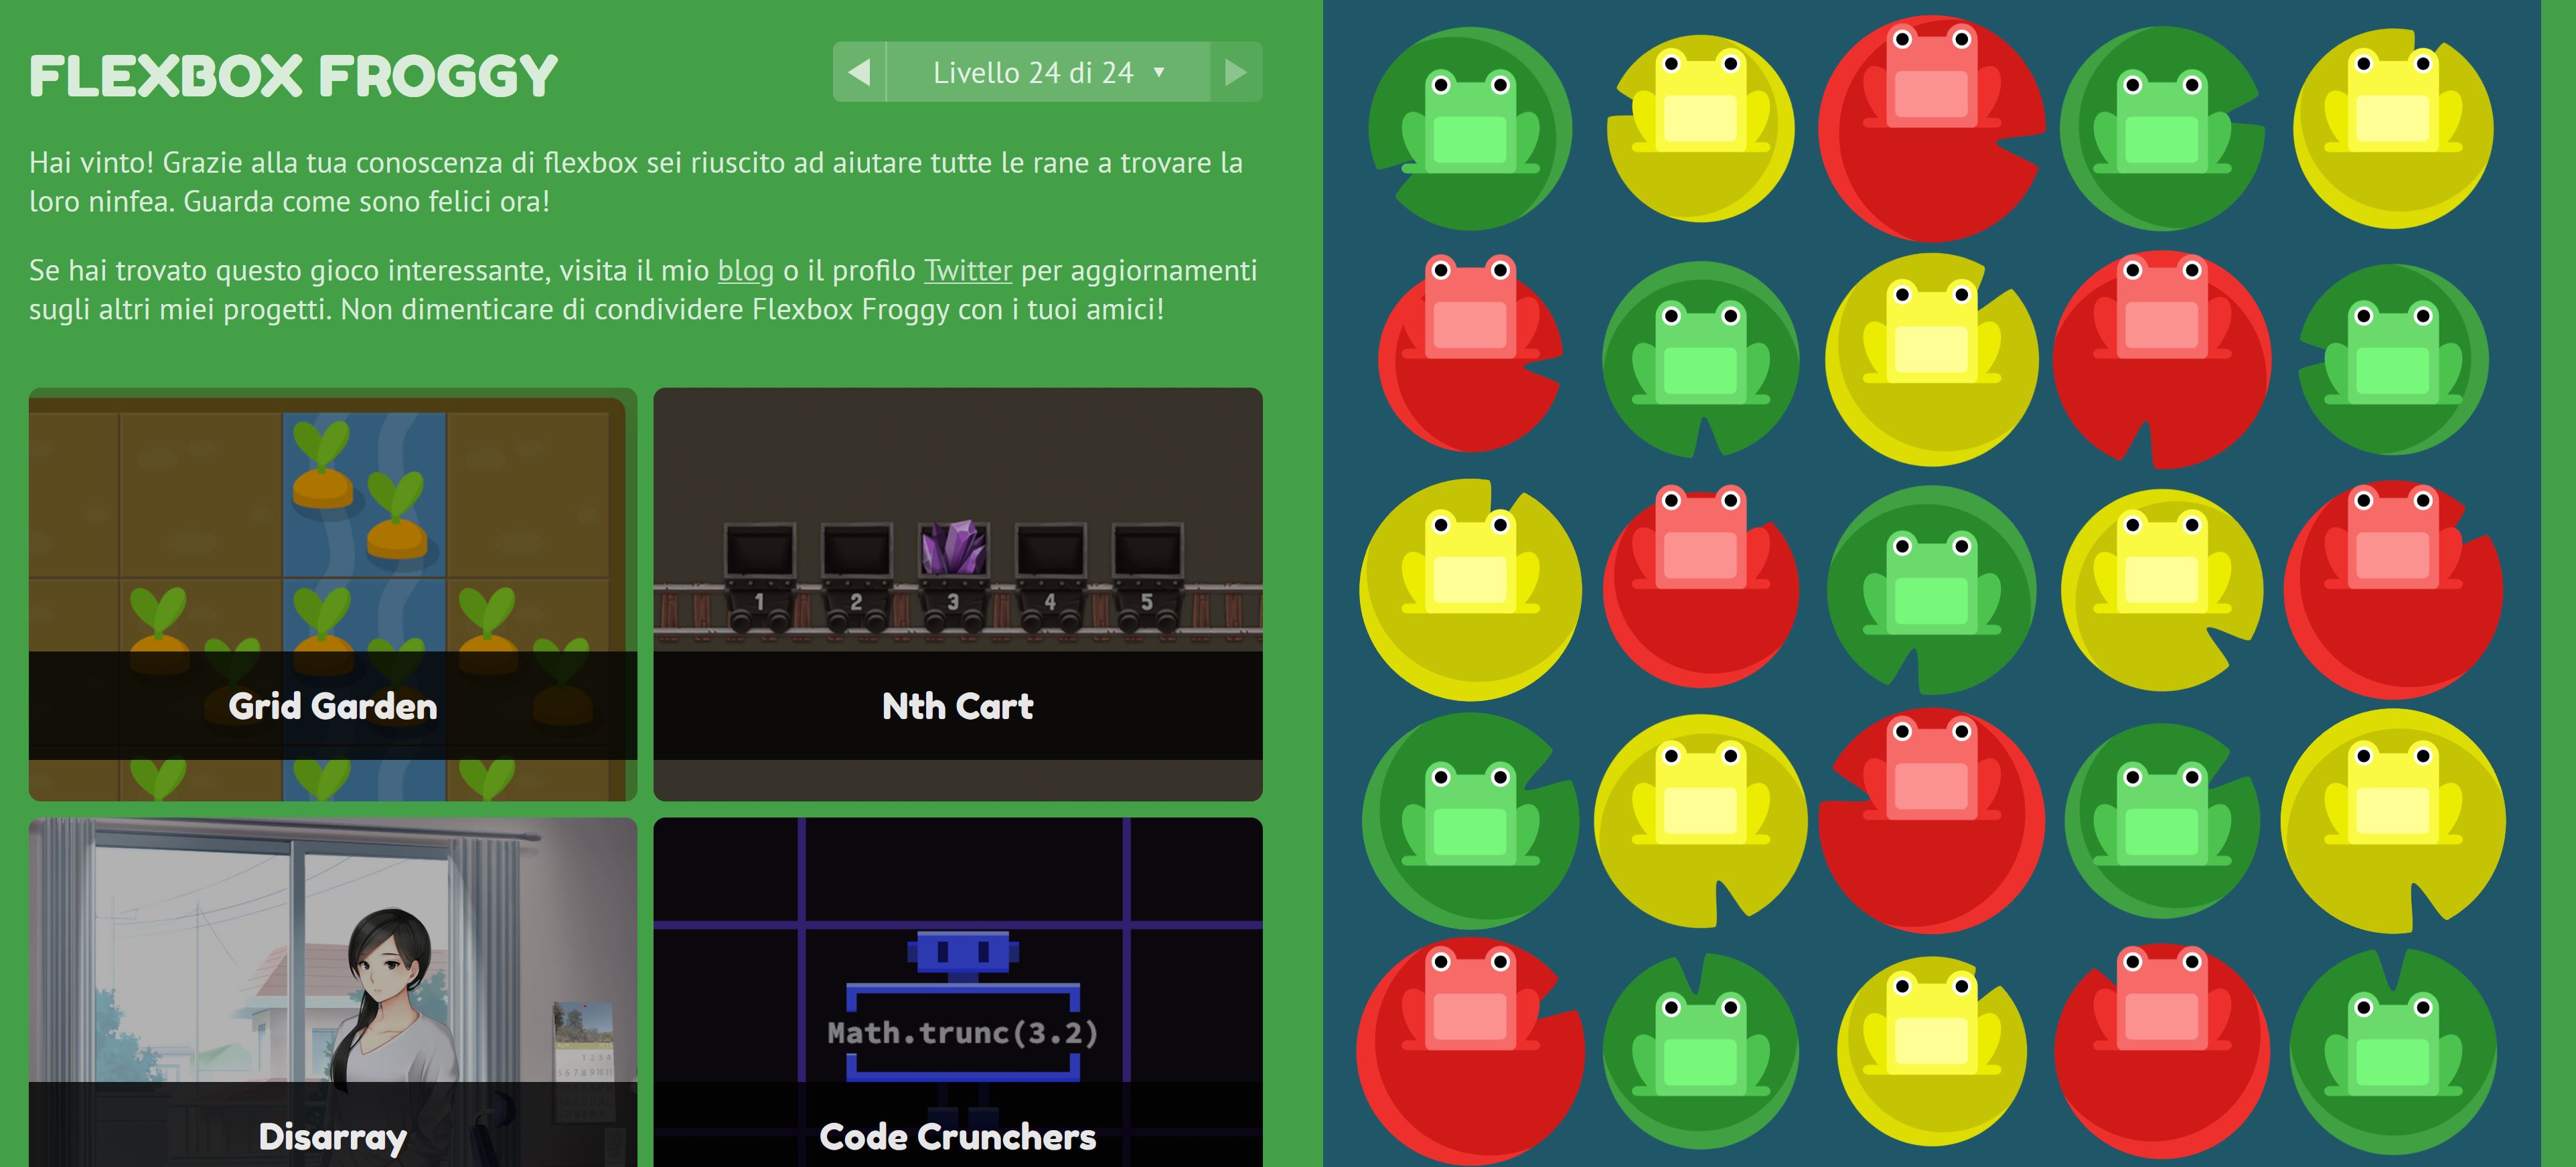 FLEXBOX FROGGY
Livello 24 di 24
Hai vinto! Grazie alla tua conoscenza di flexbox sei riuscito ad aiutare tutte le rane a trovare la
loro ninfea. Guarda come sono felici ora!
Se hai trovato questo gioco interessante, visita il mio blog o il profilo Twitter per aggiornamenti
sugli altri miei progetti. Non dimenticare di condividere Flexbox Froggy con i tuoi amici!
1 2 3 4 5
Grid Garden
Nth Cart
Math.trunc(3.2)
Disarray
Code Crunchers